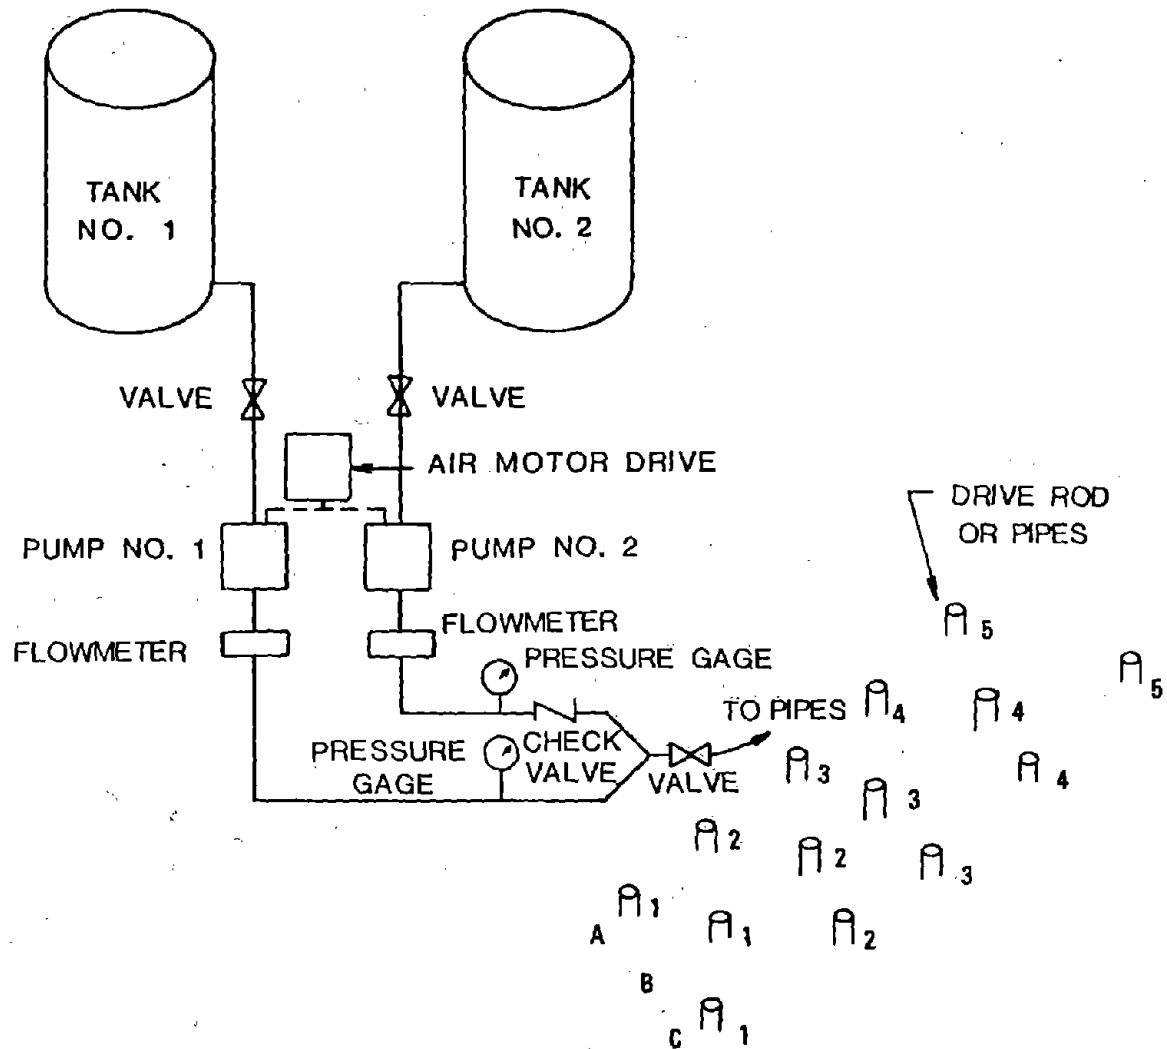 TANK
NO. 1
TANK
NO. 2
VALVE
VALVE
AIR MOTOR DRIVE
PUMP NO. 1
PUMP NO. 2
FLOWMETER
FLOWMETER
PRESSURE GAGE
PRESSURE
GAGE
CHECK
VALVE
VALVE
TO PIPES
DRIVE ROD
OR PIPES
5
5
4
4
4
3
3
3
2
2
2
1
1
1
A
B
C